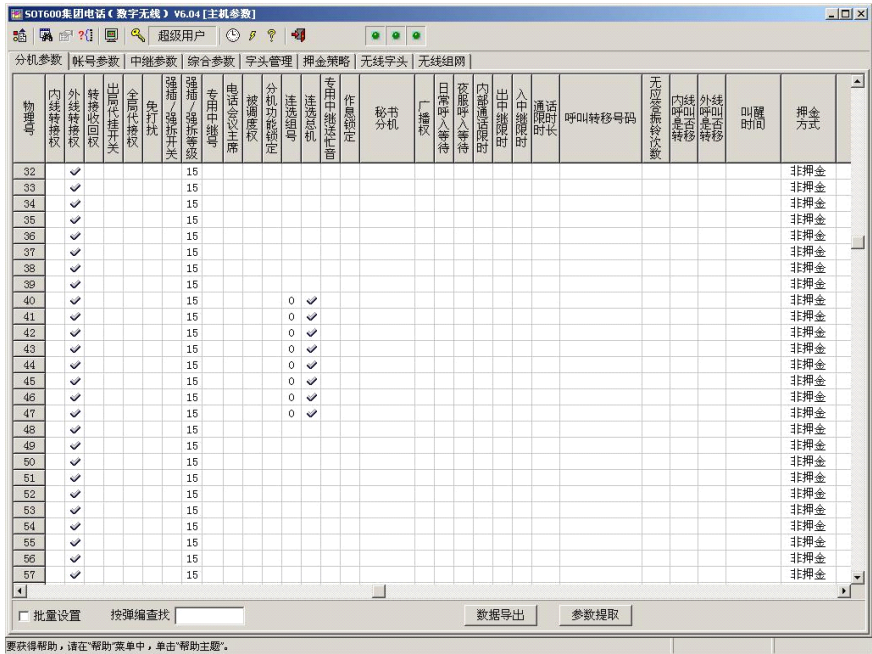 SOT600集团电话(数字无线) V6.04 [主机参数]
超级用户
分机参数 帐号参数 中继参数 综合参数 字头管理 押金策略 无线字头 无线组网
物理号 内线转接权 外线转接权 转接收回权 出局代挂开关 全局代接权 免打扰 强插/强拆开关 强插/强拆等级 专用中继号 电话会议主席 被调度权 分机功能锁定 连选组号 连选总机 专用中继送忙音 作息锁定 秘书分机 广播权 日常呼入等待 夜服呼入等待 内部通话限时 出中继限时 入中继限时 通话限时时长 呼叫转移号码 无应答振铃次数 内线呼叫是否转移 外线呼叫是否转移 叫醒时间 押金方式
32 ✓ 15 非押金
33 ✓ 15 非押金
34 ✓ 15 非押金
35 ✓ 15 非押金
36 ✓ 15 非押金
37 ✓ 15 非押金
38 ✓ 15 非押金
39 ✓ 15 非押金
40 ✓ 15 0 ✓ 非押金
41 ✓ 15 0 ✓ 非押金
42 ✓ 15 0 ✓ 非押金
43 ✓ 15 0 ✓ 非押金
44 ✓ 15 0 ✓ 非押金
45 ✓ 15 0 ✓ 非押金
46 ✓ 15 0 ✓ 非押金
47 ✓ 15 0 ✓ 非押金
48 ✓ 15 非押金
49 ✓ 15 非押金
50 ✓ 15 非押金
51 ✓ 15 非押金
52 ✓ 15 非押金
53 ✓ 15 非押金
54 ✓ 15 非押金
55 ✓ 15 非押金
56 ✓ 15 非押金
57 ✓ 15 非押金
批量设置 按弹编查找 数据导出 参数提取
要获得帮助,请在"帮助"菜单中,单击"帮助主题"。